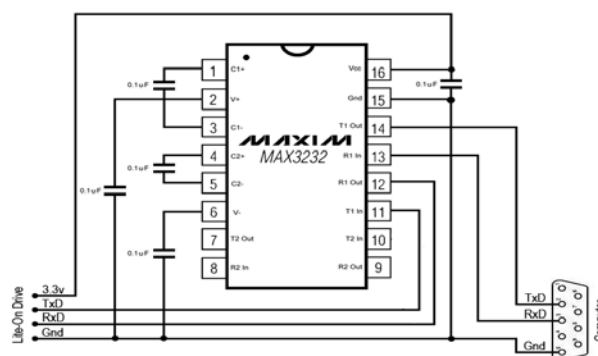 1 C1+
2 V+
3 C1-
4 C2+
5 C2-
6 V-
7 T2 Out
8 R2 In
Vcc 16
Gnd 15
T1 Out 14
R1 In 13
R1 Out 12
T1 In 11
T2 In 10
R2 Out 9
MAXIM
MAX3232
0.1uF
0.1uF
0.1uF
0.1uF
0.1uF
Lite-On Drive
3.3v
TxD
RxD
Gnd
TxD
RxD
Gnd
Computer